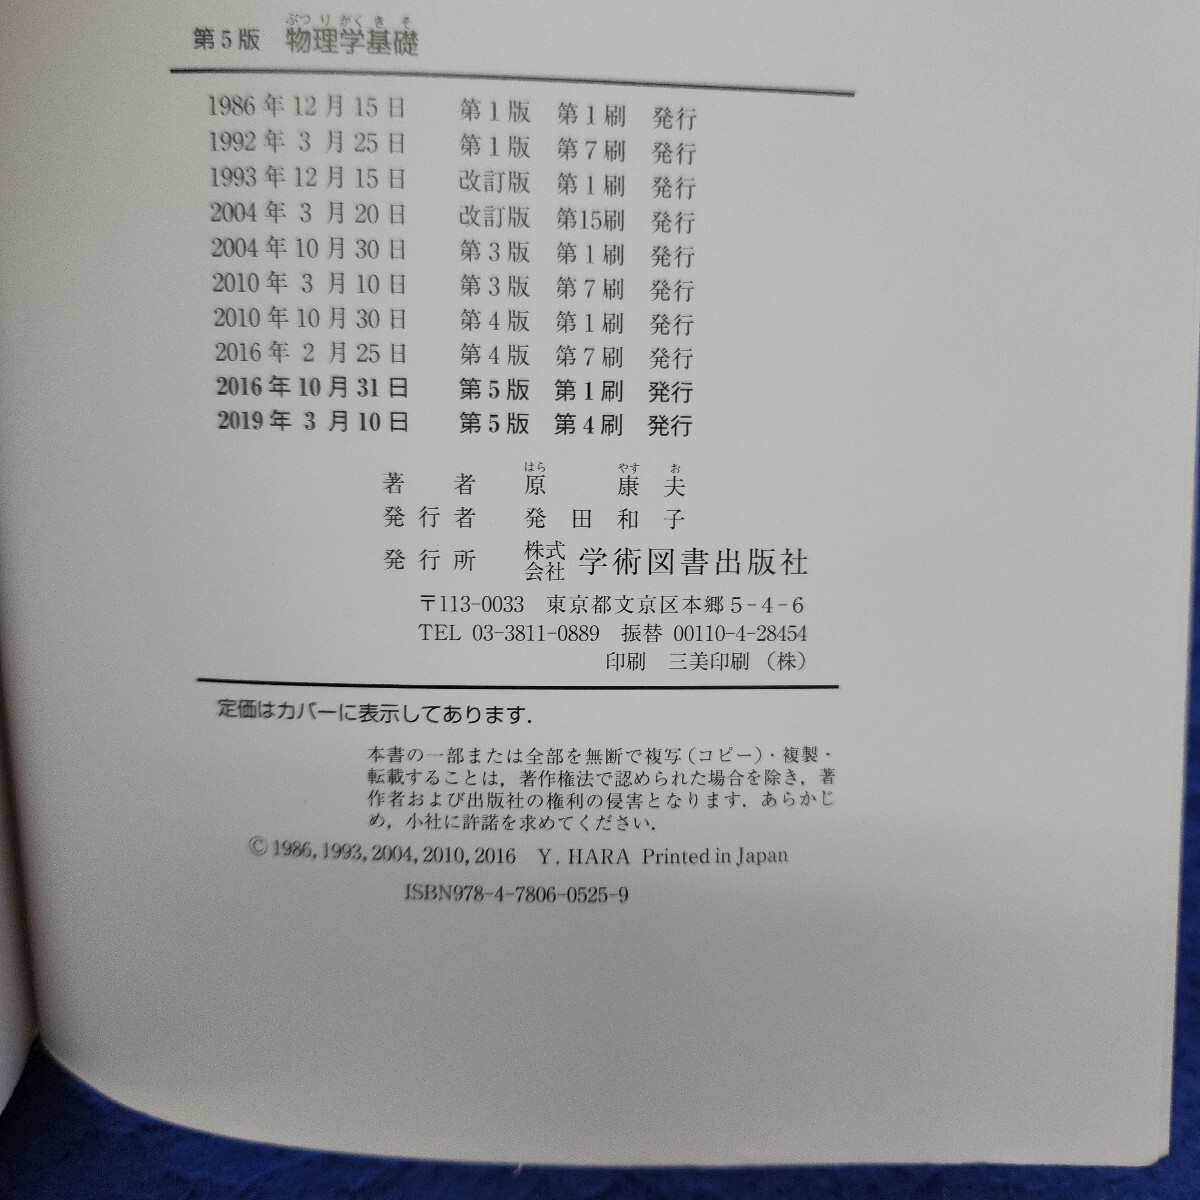 ぶつりがくきそ
第5版 物理学基礎
1986年12月15日 第1版 第1刷 発行
1992年 3月25日 第1版 第7刷 発行
1993年12月15日 改訂版 第1刷 発行
2004年 3月20日 改訂版 第15刷 発行
2004年10月30日 第3版 第1刷 発行
2010年 3月10日 第3版 第7刷 発行
2010年10月30日 第4版 第1刷 発行
2016年 2月25日 第4版 第7刷 発行
2016年10月31日 第5版 第1刷 発行
2019年 3月10日 第5版 第4刷 発行
はら やす お
著者 原 康夫
発行者 発田和子
発行所 株式会社 学術図書出版社
〒113-0033 東京都文京区本郷5-4-6
TEL 03-3811-0889 振替 00110-4-28454
印刷 三美印刷(株)
定価はカバーに表示してあります.
本書の一部または全部を無断で複写(コピー)・複製・
転載することは,著作権法で認められた場合を除き,著
作者および出版社の権利の侵害となります.あらかじ
め,小社に許諾を求めてください.
© 1986, 1993, 2004, 2010, 2016 Y. HARA Printed in Japan
ISBN978-4-7806-0525-9